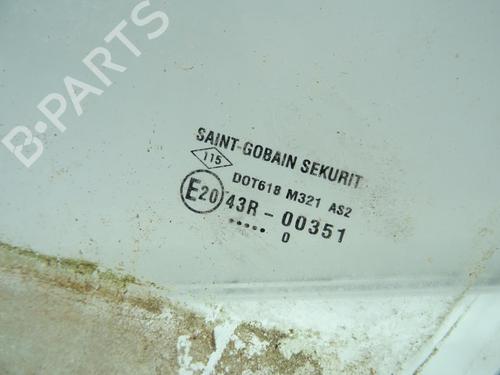 B-PARTS
SAINT-GOBAIN SEKURIT
115
DOT618 M321 AS2
E20 43R-00351
..... 0